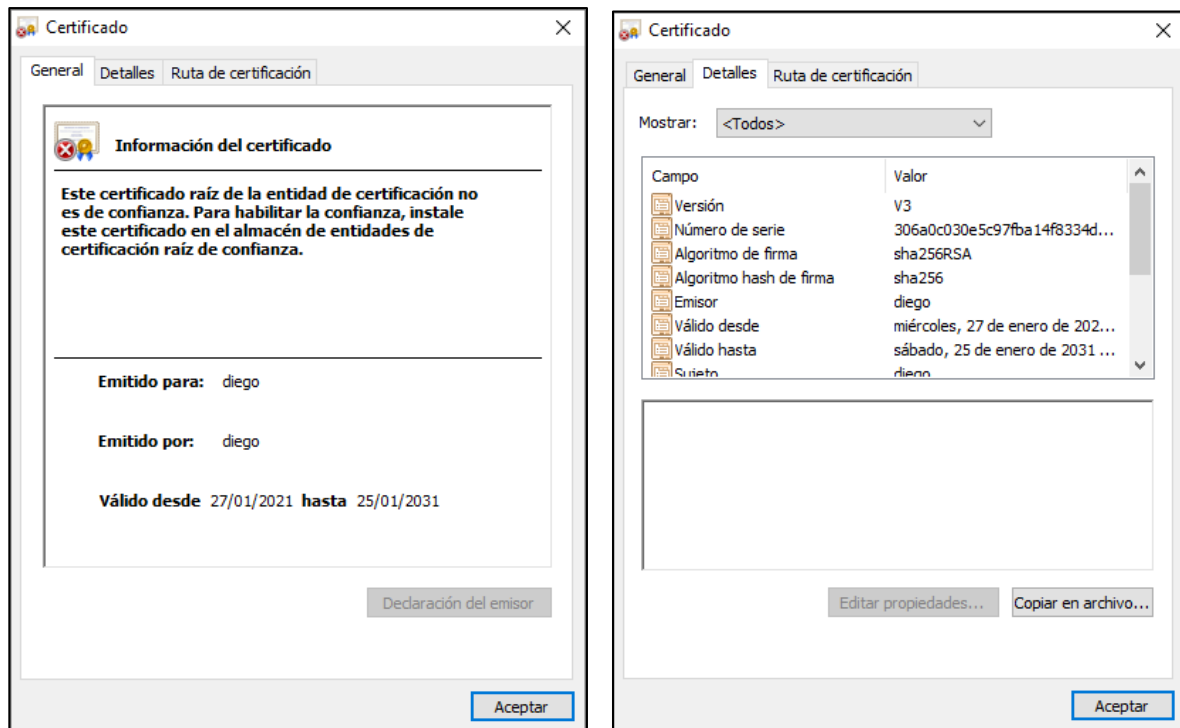 Certificado
General Detalles Ruta de certificación
Información del certificado
Este certificado raíz de la entidad de certificación no
es de confianza. Para habilitar la confianza, instale
este certificado en el almacén de entidades de
certificación raíz de confianza.
Emitido para: diego
Emitido por: diego
Válido desde 27/01/2021 hasta 25/01/2031
Declaración del emisor
Aceptar
Certificado
General Detalles Ruta de certificación
Mostrar: <Todos>
Campo Valor
Versión V3
Número de serie 306a0c030e5c97fba14f8334d...
Algoritmo de firma sha256RSA
Algoritmo hash de firma sha256
Emisor diego
Válido desde miércoles, 27 de enero de 202...
Válido hasta sábado, 25 de enero de 2031 ...
Sujeto diego
Editar propiedades... Copiar en archivo...
Aceptar